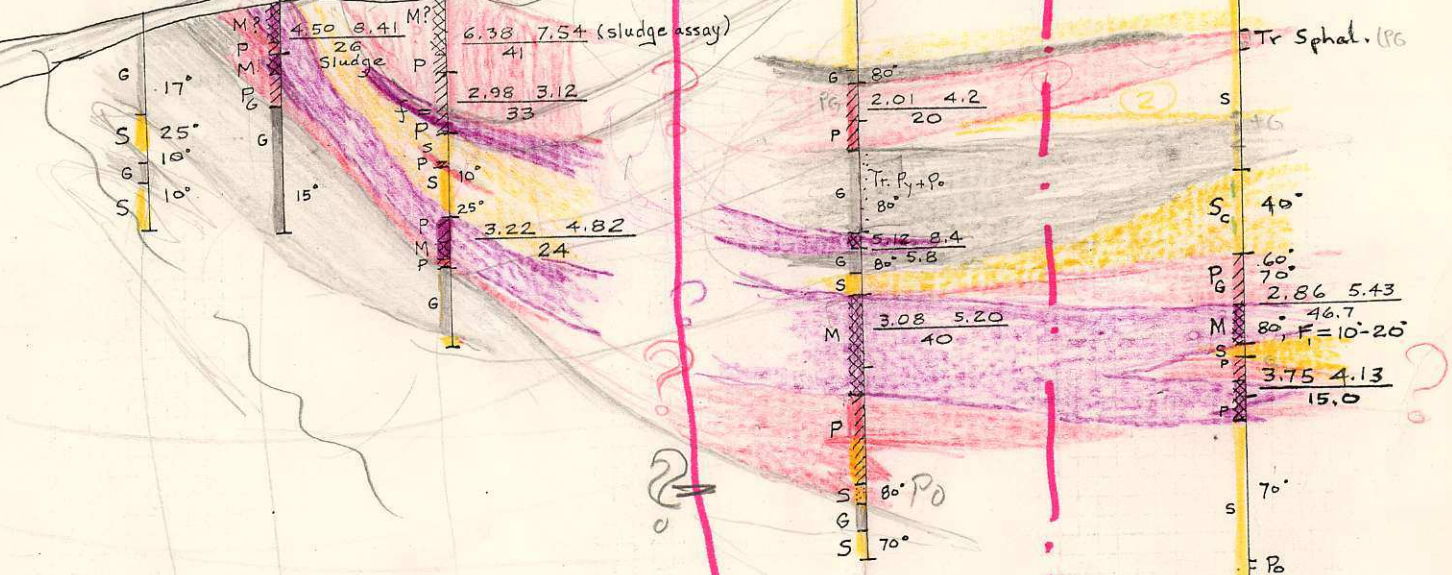 G
17°
S 25°
10°
G
S 10°
M?
P
M
PG
G
15°
4.50 8.41
26
Sludge
M?
P
6.38 7.54 (sludge assay)
41
2.98 3.12
33
f
P
S
P
S 10°
25°
P
M
P
3.22 4.82
24
G
?
?
?
?
?
G 80°
PG
2.01 4.2
20
P
Tr. Py + Po
G 80°
5.12 8.4
5.8
G 80°
S
M
3.08 5.20
40
P
S 80° Po
G
S 70°
2
Tr Sphal. (PG
S
+G
Sc 40°
60°
P 70°
G
2.86 5.43
46.7
M 80°, F₁ = 10°-20°
S
P
3.75 4.13
15.0
P
?
70°
S
Po